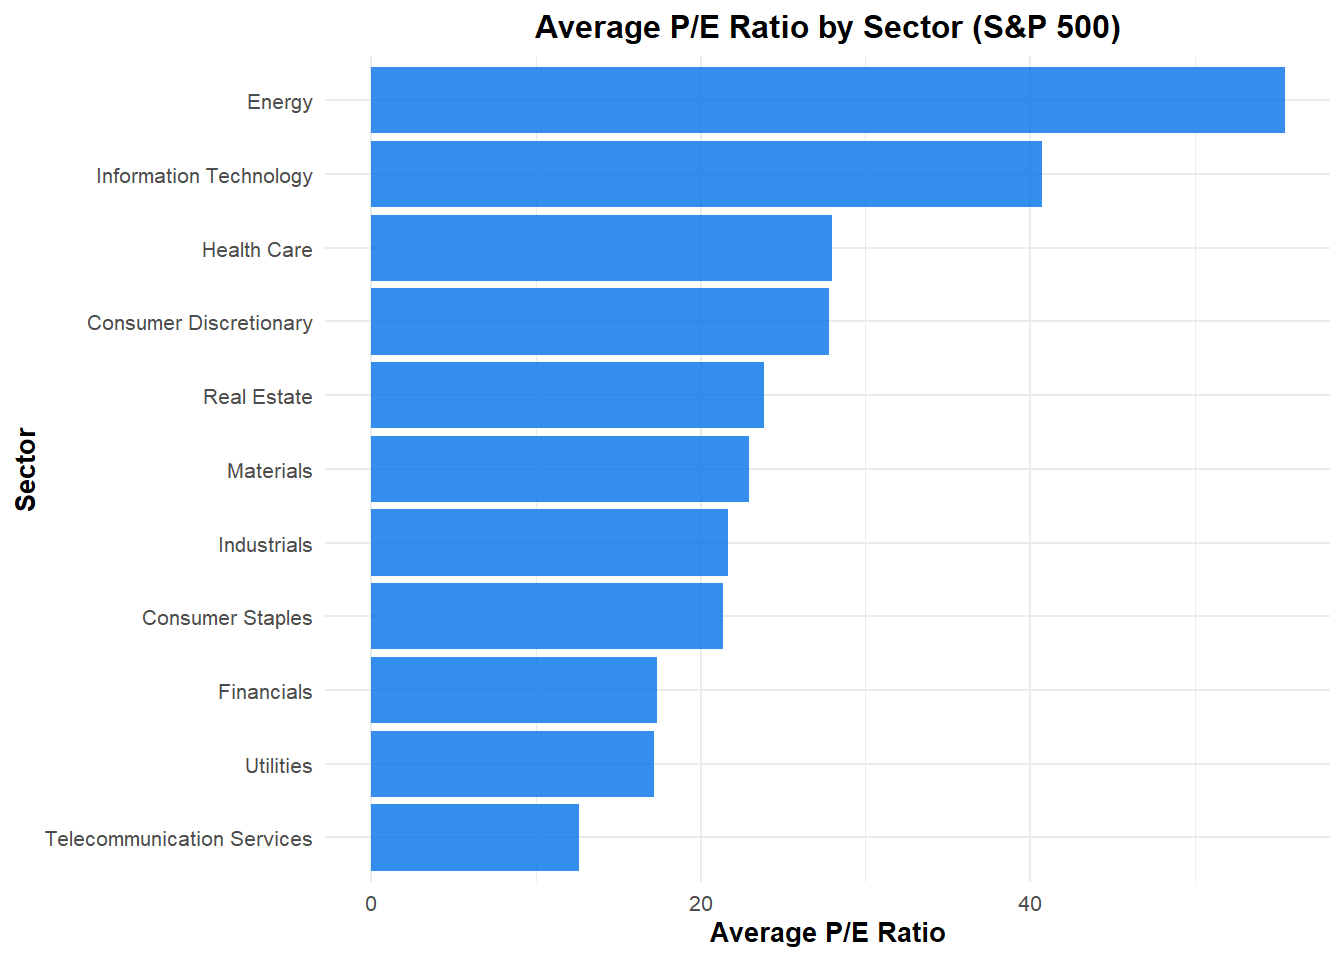 Average P/E Ratio by Sector (S&P 500)
Energy
Information Technology
Health Care
Consumer Discretionary
Real Estate
Materials
Sector
Industrials
Consumer Staples
Financials
Utilities
Telecommunication Services
0 20 40
Average P/E Ratio